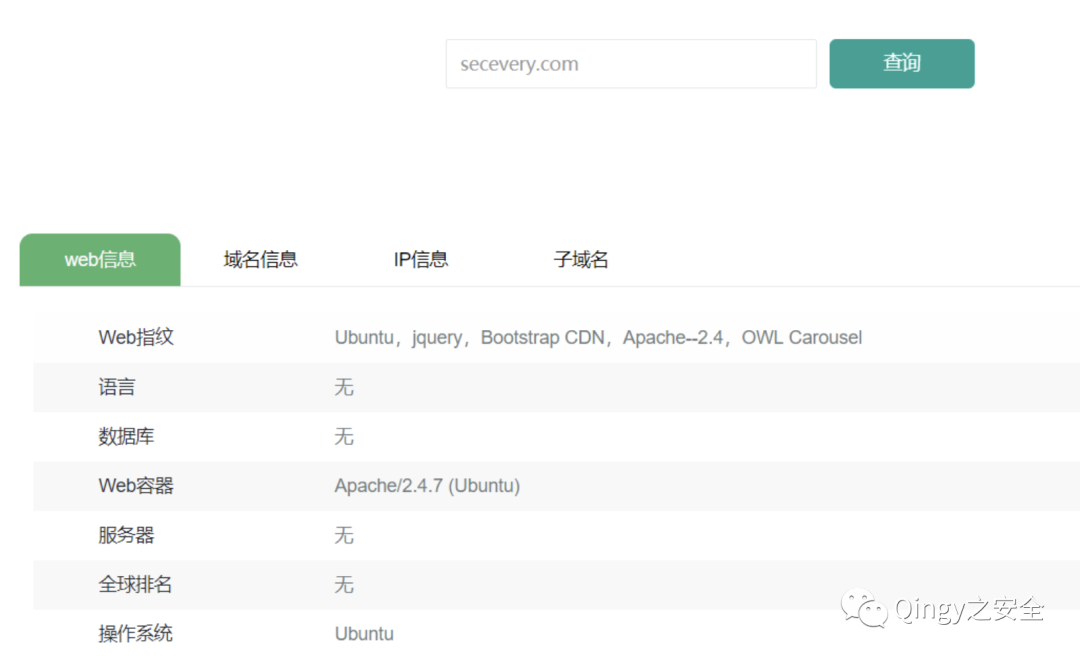 secevery.com 查询
web信息 域名信息 IP信息 子域名
Web指纹 Ubuntu，jquery，Bootstrap CDN，Apache--2.4，OWL Carousel
语言 无
数据库 无
Web容器 Apache/2.4.7 (Ubuntu)
服务器 无
全球排名 无
Qingy之安全
操作系统 Ubuntu